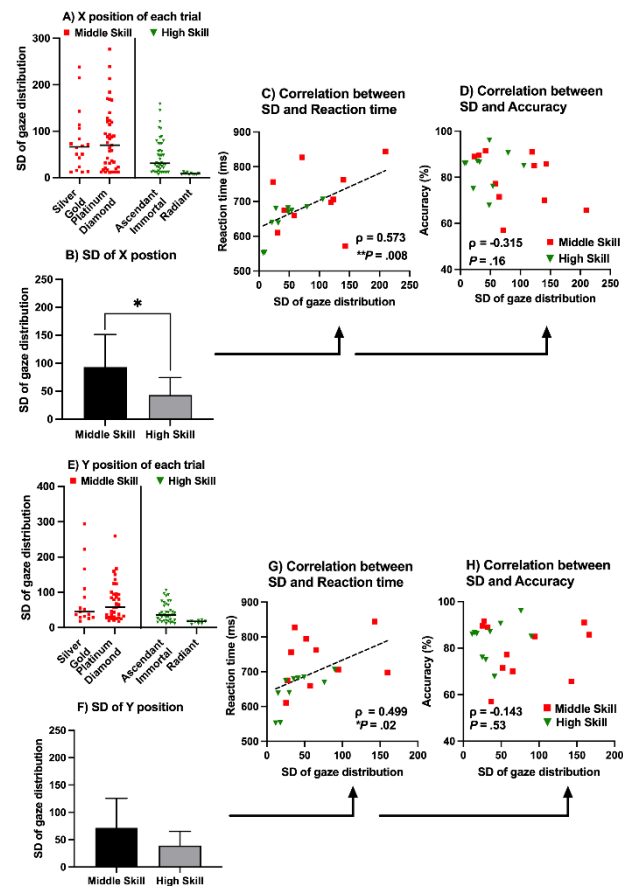 A) X position of each trial
Middle Skill
High Skill
SD of gaze distribution
300
200
100
0
Silver
Gold
Platinum
Diamond
Ascendant
Immortal
Radiant
B) SD of X postion
SD of gaze distribution
200
150
100
50
0
*
Middle Skill
High Skill
C) Correlation between
SD and Reaction time
Reaction time (ms)
900
800
700
600
500
0
50
100
150
200
250
SD of gaze distribution
ρ = 0.573
**P = .008
D) Correlation between
SD and Accuracy
Accuracy (%)
100
80
60
40
0
50
100
150
200
250
SD of gaze distribution
ρ = -0.315
P = .16
Middle Skill
High Skill
E) Y position of each trial
Middle Skill
High Skill
SD of gaze distribution
400
300
200
100
0
Silver
Gold
Platinum
Diamond
Ascendant
Immortal
Radiant
F) SD of Y position
SD of gaze distribution
200
150
100
50
0
Middle Skill
High Skill
G) Correlation between
SD and Reaction time
Reaction time (ms)
900
800
700
600
500
0
50
100
150
200
SD of gaze distribution
ρ = 0.499
*P = .02
H) Correlation between
SD and Accuracy
Accuracy (%)
100
80
60
40
0
50
100
150
200
SD of gaze distribution
ρ = -0.143
P = .53
Middle Skill
High Skill